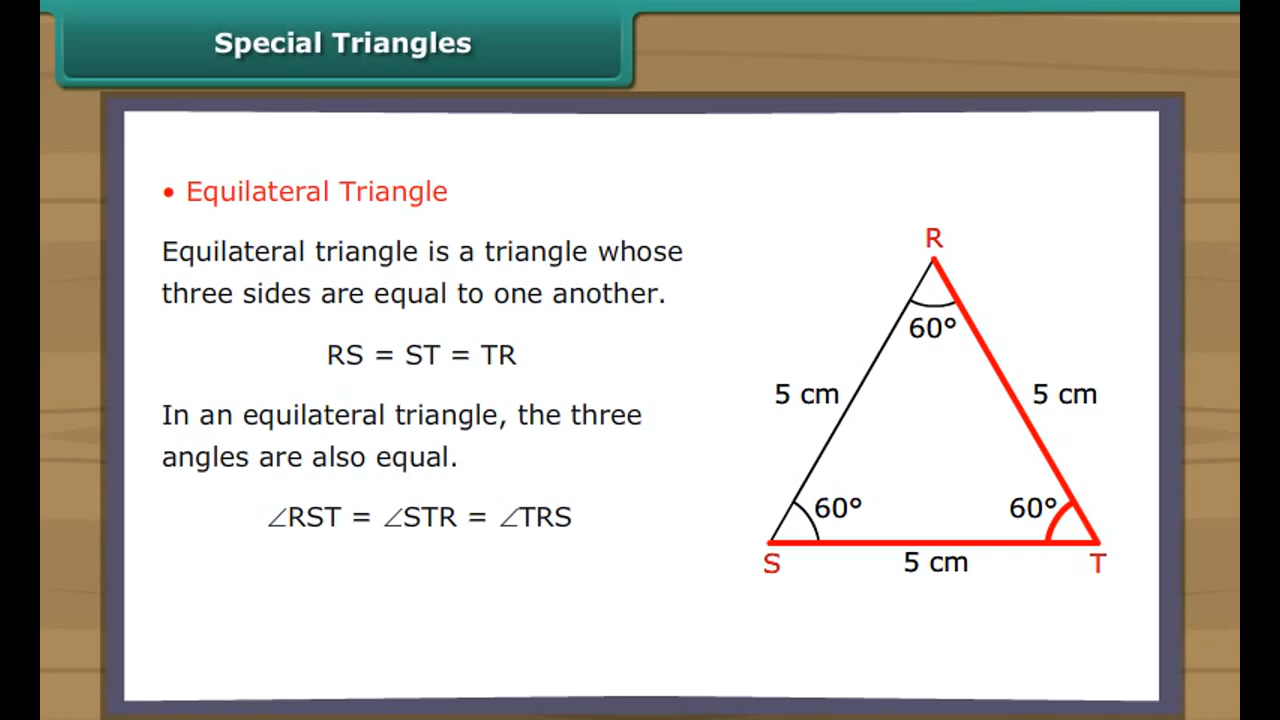 Special Triangles
• Equilateral Triangle
Equilateral triangle is a triangle whose
three sides are equal to one another.
RS = ST = TR
In an equilateral triangle, the three
angles are also equal.
∠RST = ∠STR = ∠TRS
R
60°
5 cm
5 cm
60°
60°
S
5 cm
T